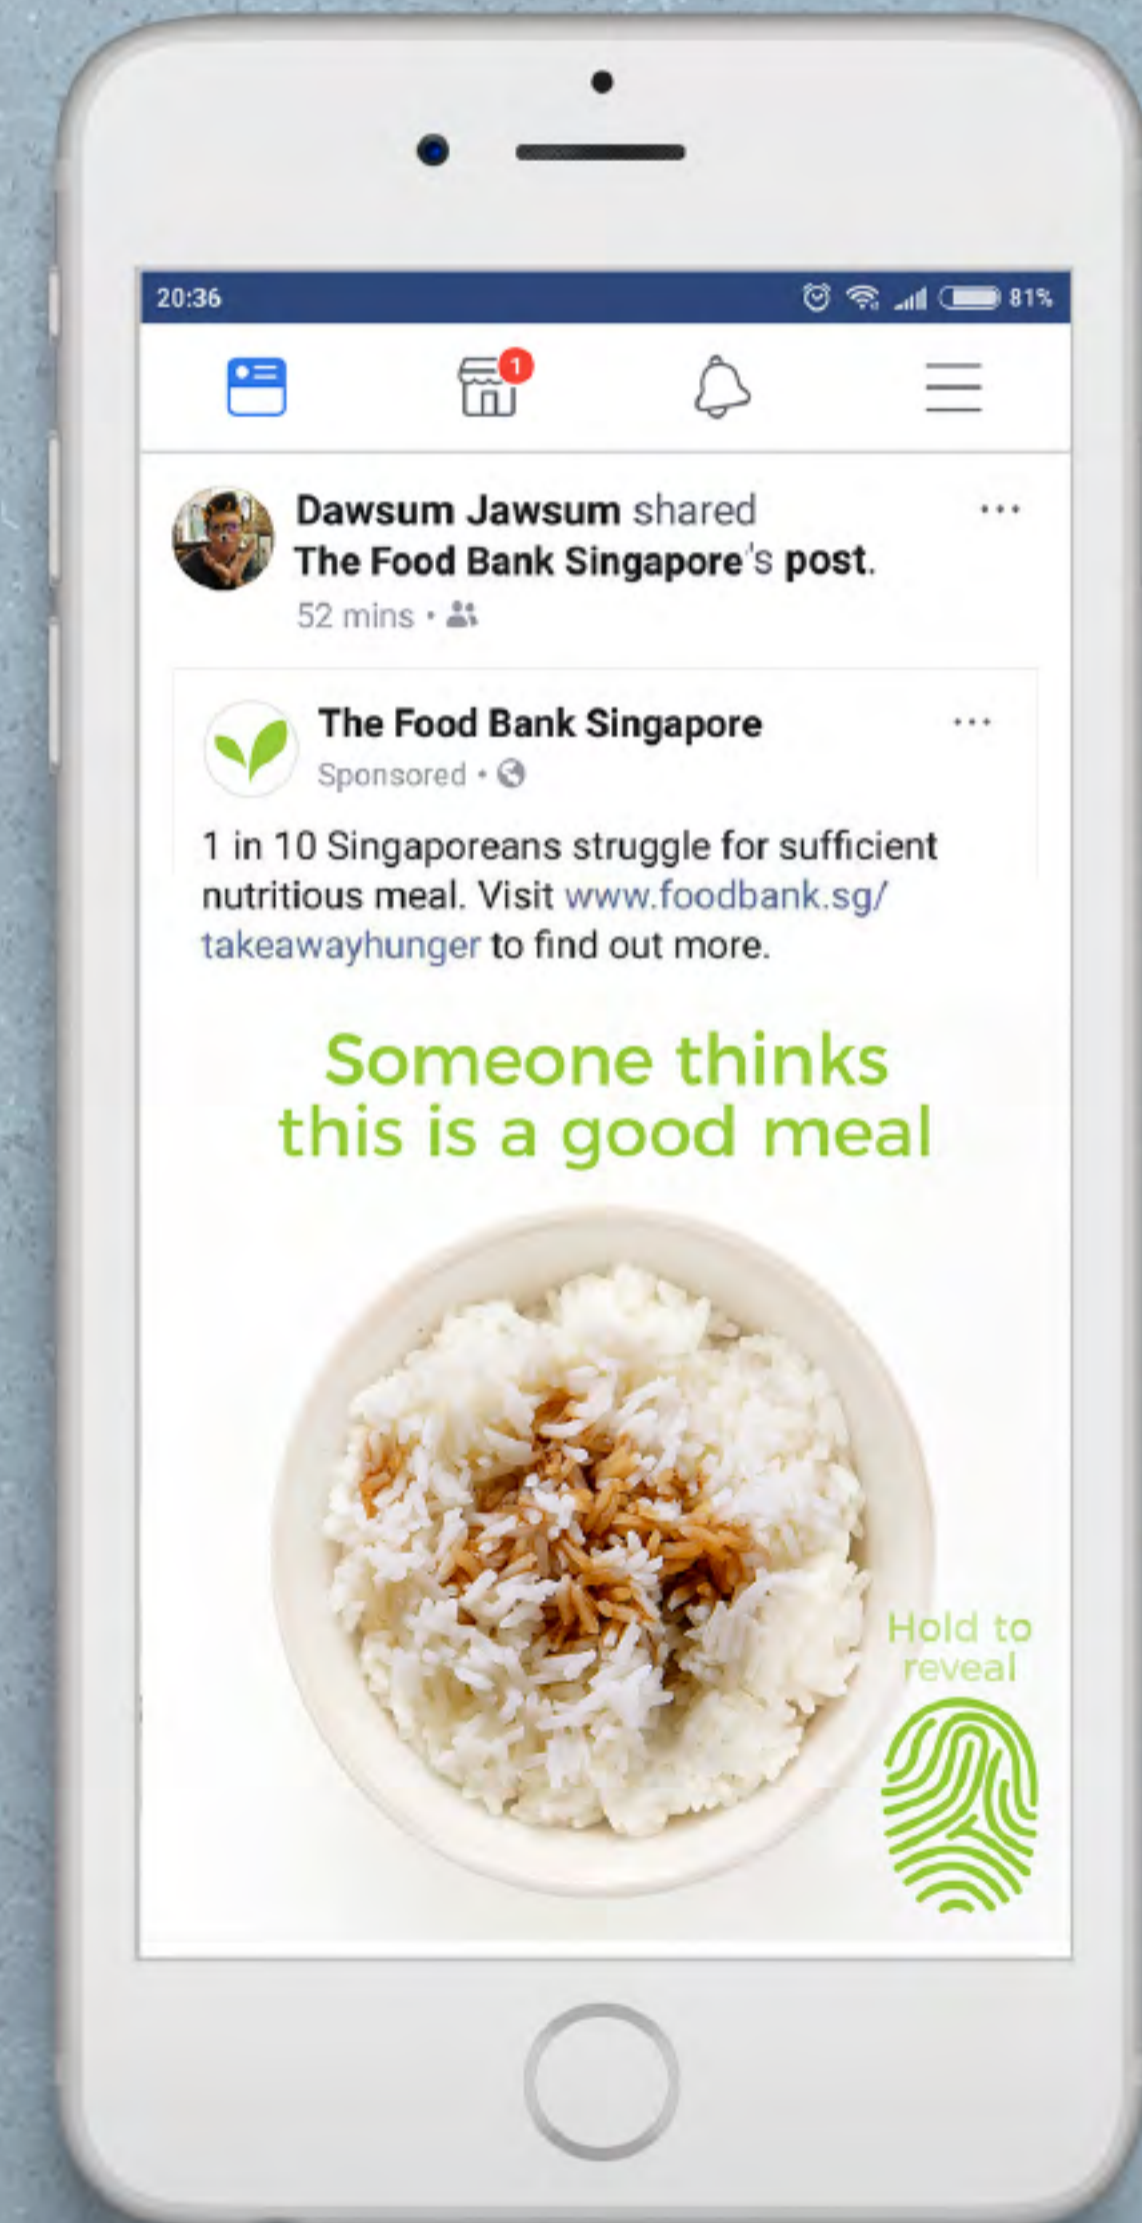 20:36
81%
1
Dawsum Jawsum shared
The Food Bank Singapore's post.
52 mins •
The Food Bank Singapore
Sponsored •
1 in 10 Singaporeans struggle for sufficient
nutritious meal. Visit www.foodbank.sg/
takeawayhunger to find out more.
Someone thinks
this is a good meal
Hold to
reveal